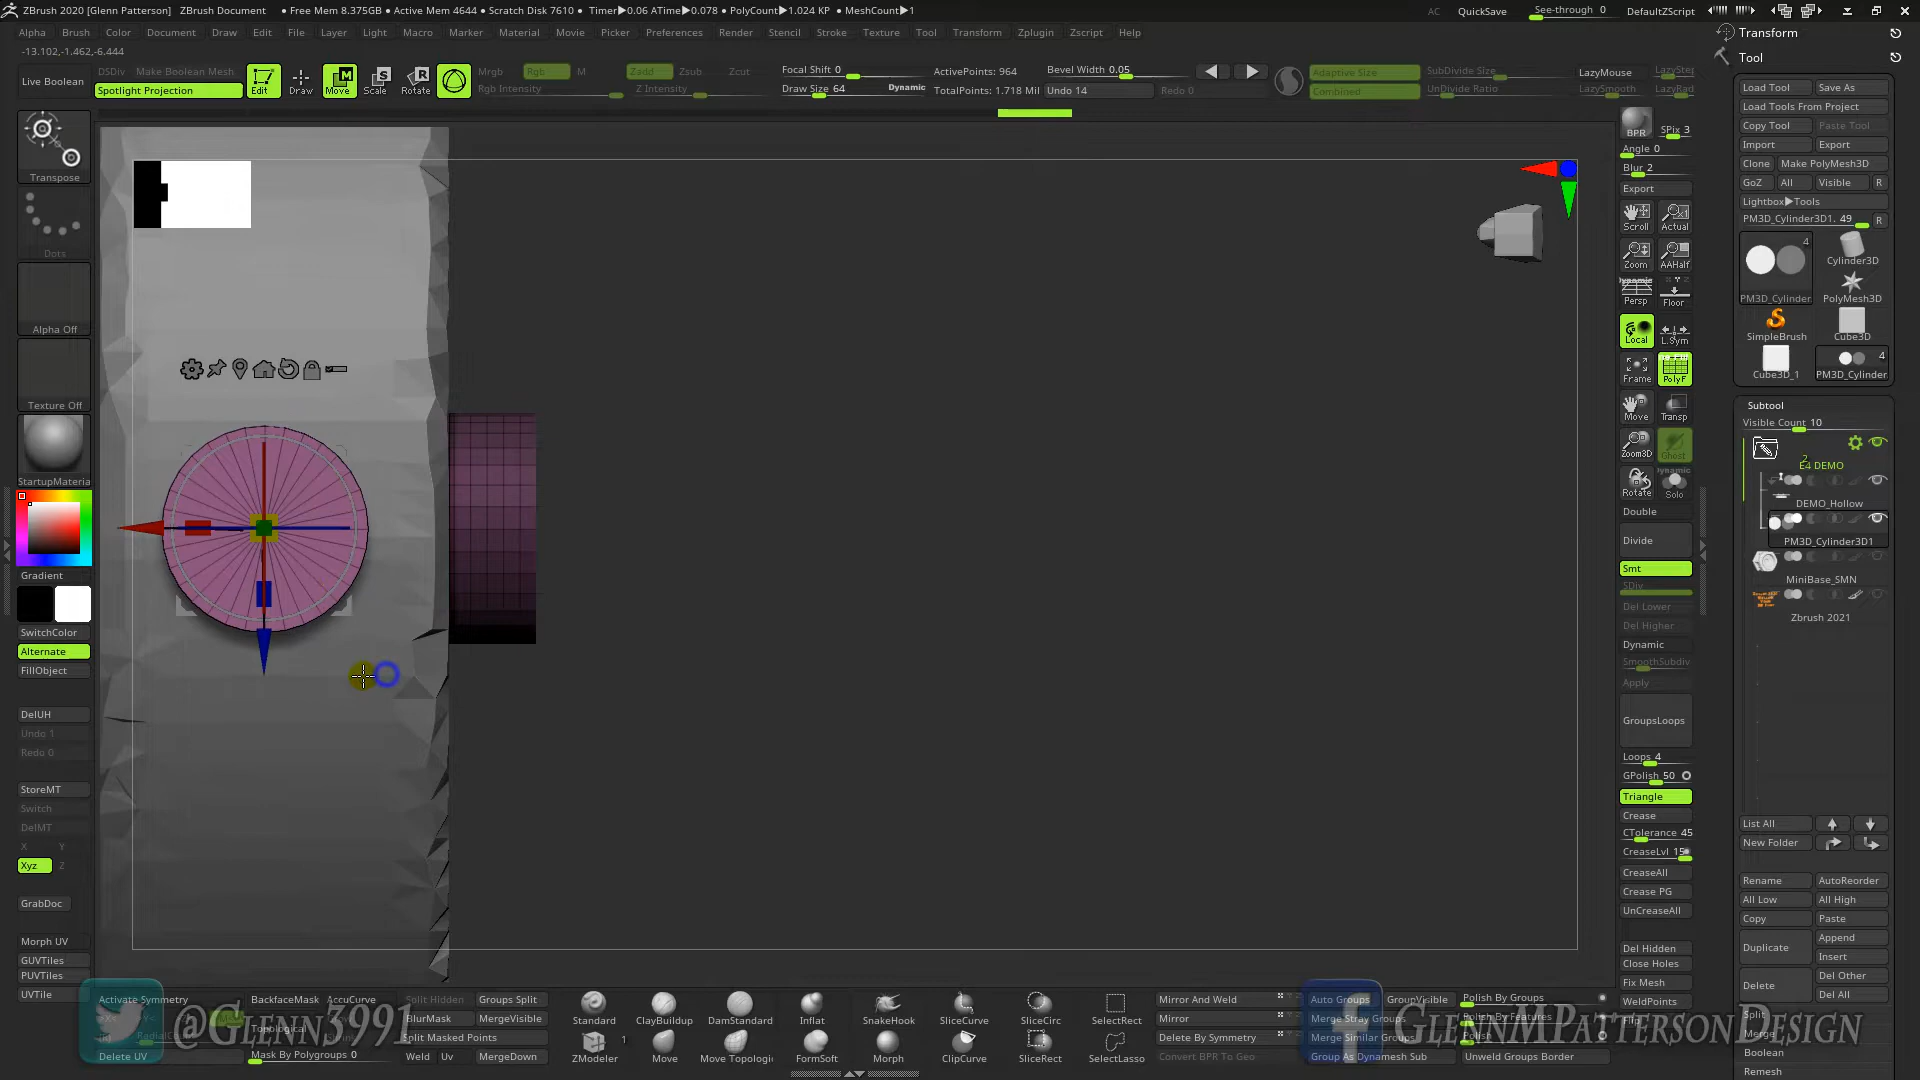 ZBrush 2020 [Glenn Patterson] ZBrush Document • Free Mem 8.375GB • Active Mem 4644 • Scratch Disk 7610 • Timer▶0.06 ATime▶0.078 • PolyCount▶1.024 KP • MeshCount▶1
AC QuickSave See-through 0 DefaultZScript
Alpha Brush Color Document Draw Edit File Layer Light Macro Marker Material Movie Picker Preferences Render Stencil Stroke Texture Tool Transform Zplugin Zscript Help
-13.102,-1.462,-6.444
Live Boolean
DSDiv Make Boolean Mesh
Spotlight Projection
Edit Draw Move Scale Rotate
Mrgb Rgb M
Rgb Intensity
Zadd Zsub Zcut
Z Intensity
Focal Shift 0
Draw Size 64 Dynamic
ActivePoints: 964
TotalPoints: 1.718 Mil
Bevel Width 0.05
Undo 14 Redo 0
Adaptive Size
Combined
SubDivide Size
UnDivide Ratio
LazyMouse
LazySmooth
LazyStep
LazyRad
Transpose
Dots
Alpha Off
Texture Off
StartupMateria
Gradient
SwitchColor
Alternate
FillObject
DelUH
Undo 1
Redo 0
StoreMT
Switch
DelMT
X Y
Xyz Z
GrabDoc
Morph UV
GUVTiles
PUVTiles
UVTile
BPR SPix 3
Angle 0
Blur 2
Export
Scroll Actual
Zoom AAHalf
Dynamic
Persp Floor
Local L.Sym
Frame PolyF
Move Transp
Zoom3D Ghost
Dynamic
Rotate Solo
Double
Divide
Smt
SDiv
Del Lower
Del Higher
Dynamic
SmoothSubdiv
Apply
GroupsLoops
Loops 4
GPolish 50
Triangle
Crease
CTolerance 45
CreaseLvl 15
CreaseAll
Crease PG
UnCreaseAll
Del Hidden
Close Holes
Fix Mesh
WeldPoints
Transform
Tool
Load Tool Save As
Load Tools From Project
Copy Tool Paste Tool
Import Export
Clone Make PolyMesh3D
GoZ All Visible R
Lightbox▶Tools
PM3D_Cylinder3D1. 49 R
4
PM3D_Cylinder
Cylinder3D
PolyMesh3D
SimpleBrush Cube3D
4
Cube3D_1 PM3D_Cylinder
Subtool
Visible Count 10
2
E4 DEMO
DEMO_Hollow
PM3D_Cylinder3D1
MiniBase_SMN
Zbrush 2021
List All
New Folder
Rename AutoReorder
All Low All High
Copy Paste
Duplicate Append
Insert
Delete Del Other
Del All
Split
Boolean
Remesh
Activate Symmetry
Delete UV
BackfaceMask AccuCurve
Topological
Mask By Polygroups 0
Split Hidden Groups Split
BlurMask MergeVisible
Split Masked Points
Weld Uv MergeDown
Standard ClayBuildup DamStandard Inflat SnakeHook SliceCurve SliceCirc SelectRect
1
ZModeler Move Move Topologic FormSoft Morph ClipCurve SliceRect SelectLasso
Mirror And Weld
Mirror
Delete By Symmetry
Convert BPR To Geo
Auto Groups GroupVisible
Merge Stray Groups
Merge Similar Groups
Group As Dynamesh Sub
Polish By Groups
Polish By Features
Polish
Unweld Groups Border
@Glenn3991
GlennMPattersonDesign